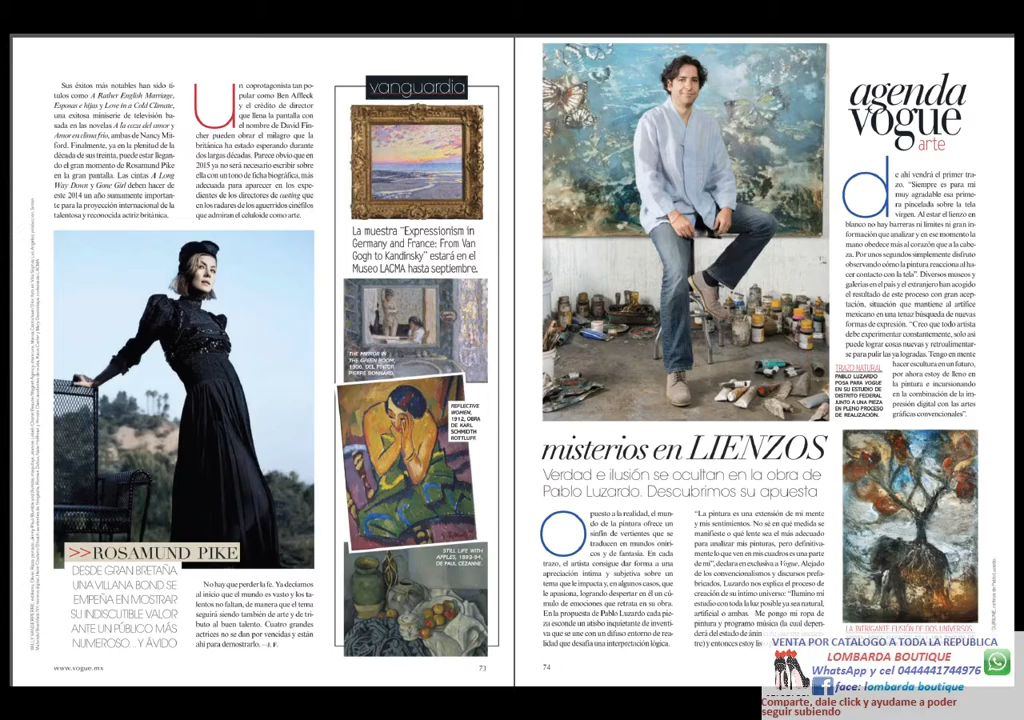 Sus éxitos más notables han sido tí-
tulos como A Rather English Marriage,
Esposas e hijas y Love in a Cold Climate,
una exitosa miniserie de televisión ba-
sada en las novelas A la caza del amor y
Amor en clima frío, ambas de Nancy Mit-
ford. Finalmente, ya en la plenitud de la
década de sus treinta, puede estar llegan-
do el gran momento de Rosamund Pike
en la gran pantalla. Las cintas A Long
Way Down y Gone Girl deben hacer de
este 2014 un año sumamente importan-
te para la proyección internacional de la
talentosa y reconocida actriz británica.
Un coprotagonista tan po-
pular como Ben Affleck
y el crédito de director
que llena la pantalla con
el nombre de David Fin-
cher pueden obrar el milagro que la
británica ha estado esperando durante
dos largas décadas. Parece obvio que en
2015 ya no será necesario escribir sobre
ella con un tono de ficha biográfica, más
adecuada para aparecer en los expe-
dientes de los directores de casting que
en los radares de los aguerridos cinéfilos
que admiran el celuloide como arte.
>>ROSAMUND PIKE
DESDE GRAN BRETAÑA,
UNA VILLANA BOND SE
EMPEÑA EN MOSTRAR
SU INDISCUTIBLE VALOR
ANTE UN PÚBLICO MÁS
NUMEROSO... Y ÁVIDO
No hay que perder la fe. Ya decíamos
al inicio que el mundo es vasto y los ta-
lentos no faltan, de manera que el tema
seguirá siendo también de arte y de tri-
buto al buen talento. Cuatro grandes
actrices no se dan por vencidas y están
ahí para demostrarlo. —J. F.
www.vogue.mx
73
vanguardia
La muestra "Expressionism in
Germany and France: From Van
Gogh to Kandinsky" estará en el
Museo LACMA hasta septiembre.
THE MIRROR IN
THE GREEN ROOM,
1908, DEL PINTOR
PIERRE BONNARD.
REFLECTIVE
WOMEN,
1912, OBRA
DE KARL
SCHMIDTH
ROTTLUFF.
STILL LIFE WITH
APPLES, 1893-94,
DE PAUL CÉZANNE.
agenda
vogue
arte
de ahí vendrá el primer tra-
zo. "Siempre es para mí
muy agradable esa pri­mera
pincelada sobre la tela
virgen. Al estar el lienzo en
blanco no hay barreras ni límites ni gran in-
formación que analizar y en ese momento la
mano obedece más al corazón que a la cabe-
za. Por unos segundos simplemente disfruto
observando cómo la pintura reacciona al ha-
cer contacto con la tela". Diversos museos y
galerías en el país y el extranjero han acogido
el resultado de este proceso con gran acep-
tación, situación que mantiene al artífice
mexicano en una tenaz búsqueda de nuevas
formas de expresión. "Creo que todo artista
debe experimentar constantemente, solo así
puede lograr cosas nuevas y retroalimentar-
se para pulir las ya logradas. Tengo en mente
hacer escultura en un futuro,
por ahora estoy de lleno en
la pintura e incursionando
en la combinación de la im-
presión digital con las artes
gráficas convencionales".
TRAZO NATURAL
PABLO LUZARDO
POSA PARA VOGUE
EN SU ESTUDIO DE
DISTRITO FEDERAL
JUNTO A UNA PIEZA
EN PLENO PROCESO
DE REALIZACIÓN.
misterios en LIENZOS
Verdad e ilusión se ocultan en la obra de
Pablo Luzardo. Descubrimos su apuesta
Opuesto a la realidad, el mun-
do de la pintura ofrece un
sinfín de vertientes que se
traducen en mundos oníri-
cos y de fantasía. En cada
trazo, el artista consigue dar forma a una
apreciación íntima y subjetiva sobre un
tema que le impacta y, en algunos casos, que
le apasiona, logrando despertar en él un cú-
mulo de emociones que retrata en su obra.
En la propuesta de Pablo Luzardo cada pie-
za esconde un atisbo inquietante de inventi-
va que se une con un difuso entorno de rea-
lidad que desafía una interpretación lógica.
"La pintura es una extensión de mi mente
y mis sentimientos. No sé en qué medida se
manifieste o qué lente sea el más adecuado
para analizar mis pinturas, pero definitiva-
mente lo que ven en mis cuadros es una parte
de mí", declara en exclusiva a Vogue. Alejado
de los convencionalismos y discursos prefa-
bricados, Luzardo nos explica el proceso de
creación de su íntimo universo: "Ilumino mi
estudio con toda la luz posible ya sea natural,
artificial o ambas. Me pongo mi ropa de
pintura y programo música (la cual depen-
derá del estado de ánim
tre) y entonces estoy lis
LA INTRIGANTE FUSIÓN DE DOS UNIVERSOS
74
VENTA POR CATALOGO A TODA LA REPUBLICA
LOMBARDA BOUTIQUE
WhatsApp y cel 0444441744976
face: lombarda boutique
Comparte, dale click y ayudame a poder
seguir subiendo